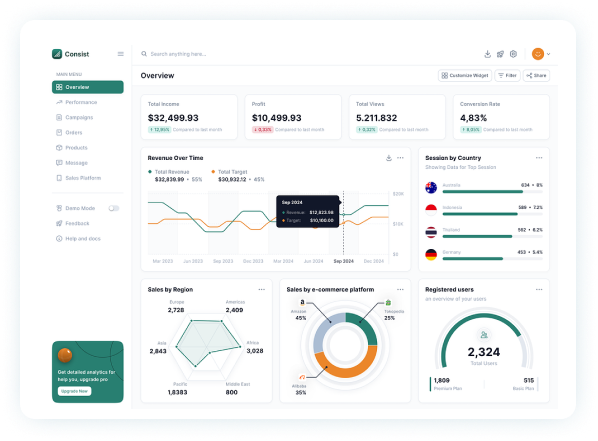 Consist
Search anything here...
MAIN MENU
Overview
Performance
Campaigns
Orders
Products
Message
Sales Platform
Demo Mode
Feedback
Help and docs
Get detailed analytics for
help you, upgrade pro
Upgrade Now
Overview
Customize Widget
Filter
Share
Total Income
$32,499.93
12,95% Compared to last month
Profit
$10,499.93
0,33% Compared to last month
Total Views
5.211.832
0,32% Compared to last month
Conversion Rate
4,83%
8,05% Compared to last month
Revenue Over Time
Total Revenue
$32,839.99 • 55%
Total Target
$30,932.12 • 45%
$20K
$10K
$0
Sep 2024
Revenue: $12,823.58
Target: $10,100.00
Mar 2023
Jun 2023
Sep 2023
Dec 2023
Mar 2024
Jun 2024
Sep 2024
Dec 2024
Session by Country
Showing Data for Top Session
Australia
634 • 8%
Indonesia
589 • 7.2%
Thailand
562 • 6.2%
Germany
453 • 5.4%
Sales by Region
Europe
2,728
Americas
2,409
Asia
2,843
Africa
3,028
Pacific
1,8383
Middle East
800
Sales by e-commerce platform
Amazon
45%
Tokopedia
25%
Alibaba
35%
Registered users
an overview of your users
2,324
Total Users
1,809
Premium Plan
515
Basic Plan